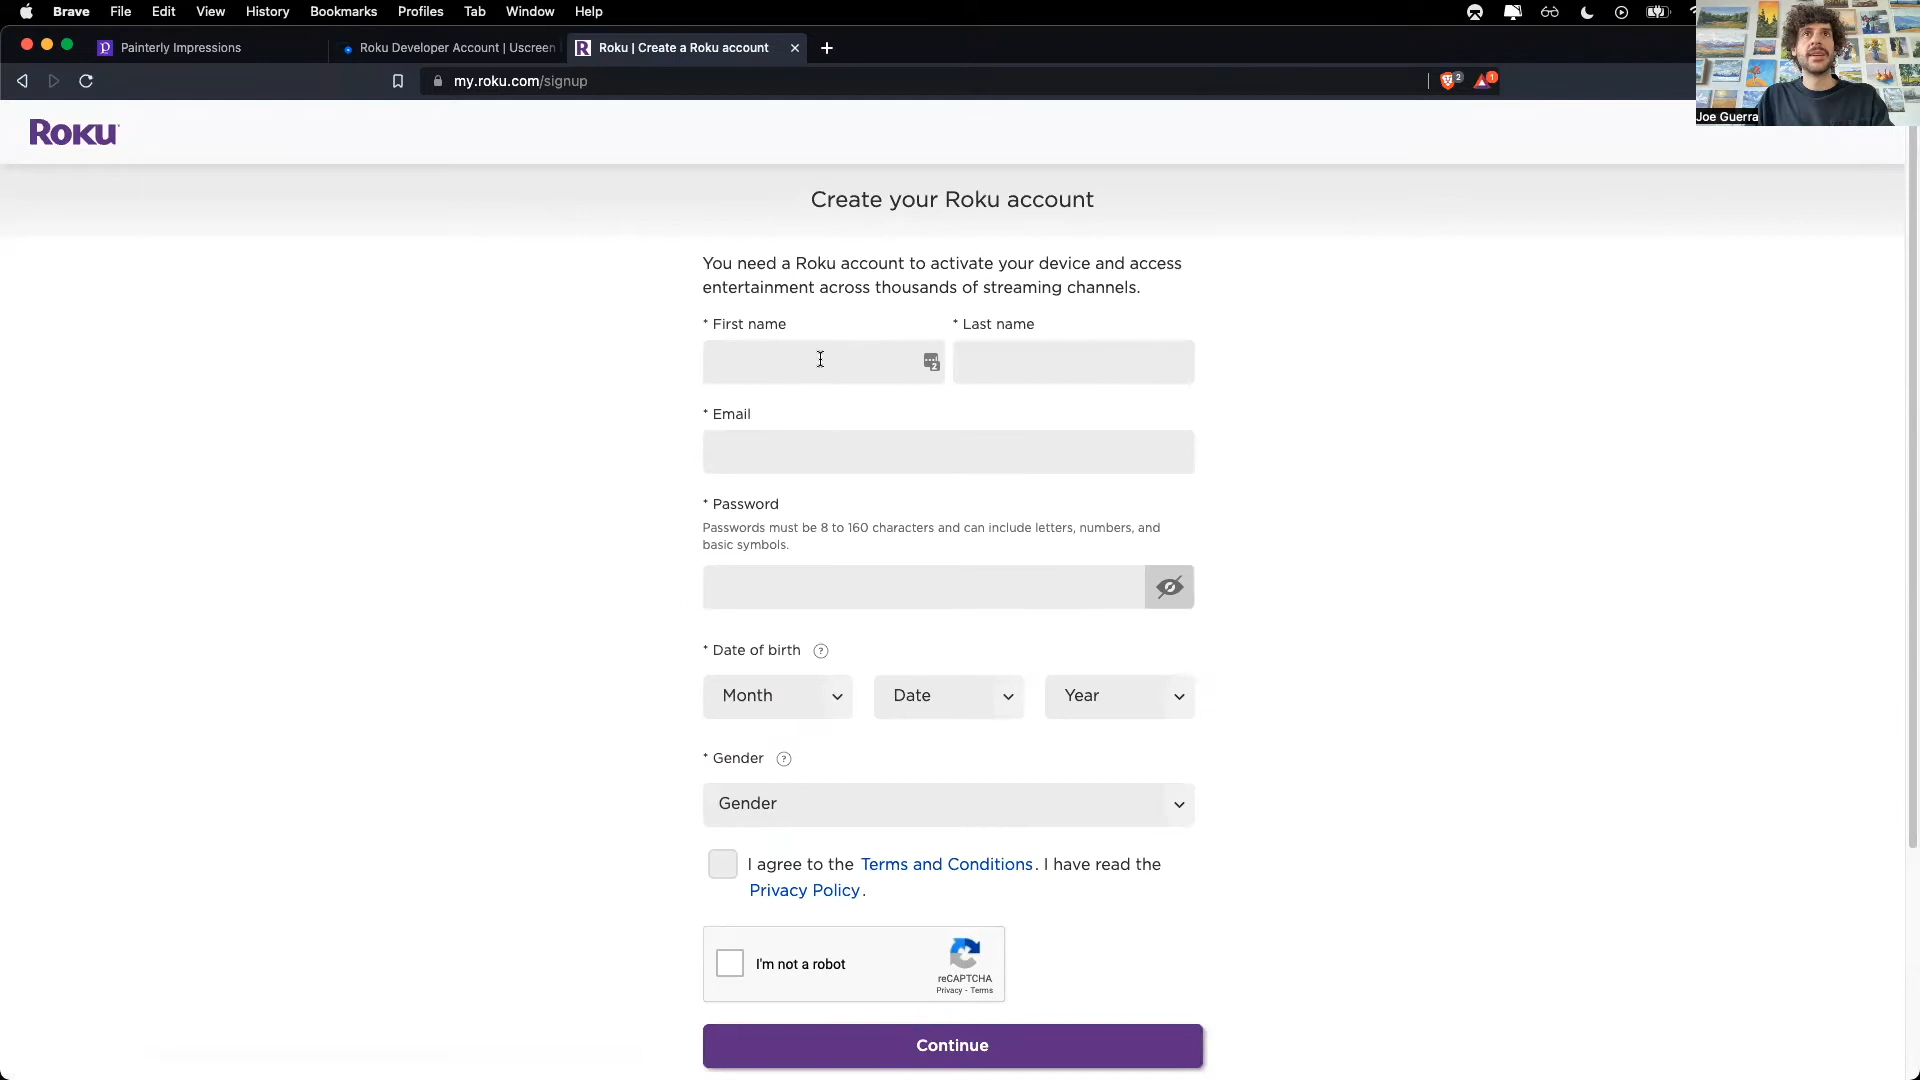 Brave File Edit View History Bookmarks Profiles Tab Window Help
Painterly Impressions
Roku Developer Account | Uscreen
Roku | Create a Roku account
my.roku.com/signup
2
1
Joe Guerra
Roku
Create your Roku account
You need a Roku account to activate your device and access
entertainment across thousands of streaming channels.
* First name
* Last name
2
* Email
* Password
Passwords must be 8 to 160 characters and can include letters, numbers, and
basic symbols.
* Date of birth ?
Month Date Year
* Gender ?
Gender
I agree to the Terms and Conditions. I have read the
Privacy Policy.
I'm not a robot
reCAPTCHA
Privacy - Terms
Continue